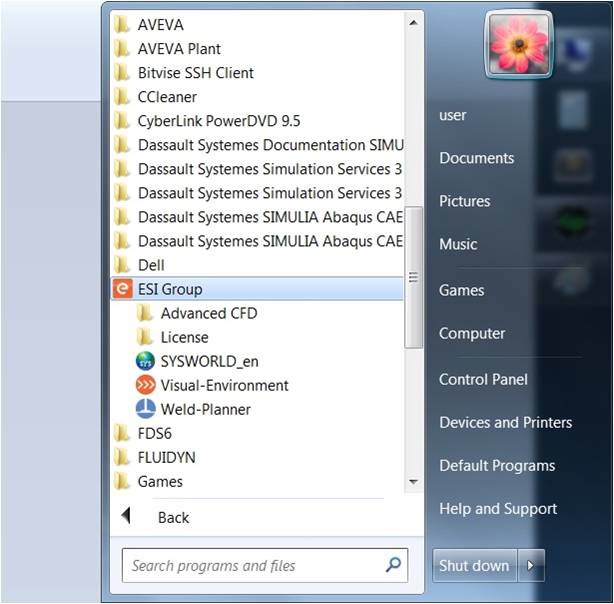 AVEVA
AVEVA Plant
Bitvise SSH Client
CCleaner
CyberLink PowerDVD 9.5
Dassault Systemes Documentation SIMU
Dassault Systemes Simulation Services 3
Dassault Systemes Simulation Services 3
Dassault Systemes SIMULIA Abaqus CAE
Dassault Systemes SIMULIA Abaqus CAE
Dell
ESI Group
Advanced CFD
License
SYSWORLD_en
Visual-Environment
Weld-Planner
FDS6
FLUIDYN
Games
Back
Search programs and files
user
Documents
Pictures
Music
Games
Computer
Control Panel
Devices and Printers
Default Programs
Help and Support
Shut down